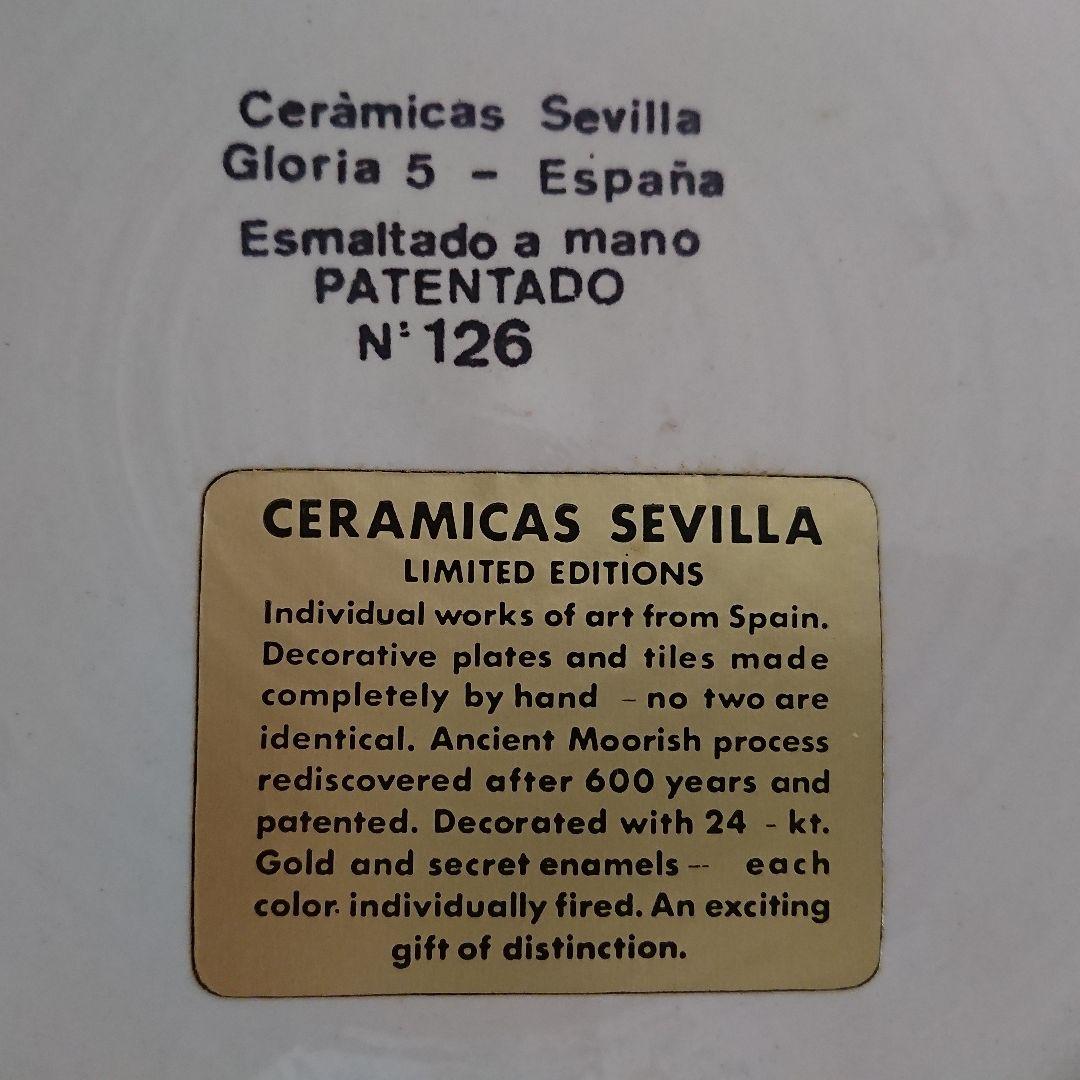 Ceràmicas Sevilla
Gloria 5 - España
Esmaltado a mano
PATENTADO
Nº 126
CERAMICAS SEVILLA
LIMITED EDITIONS
Individual works of art from Spain.
Decorative plates and tiles made
completely by hand - no two are
identical. Ancient Moorish process
rediscovered after 600 years and
patented. Decorated with 24 - kt.
Gold and secret enamels -- each
color. individually fired. An exciting
gift of distinction.